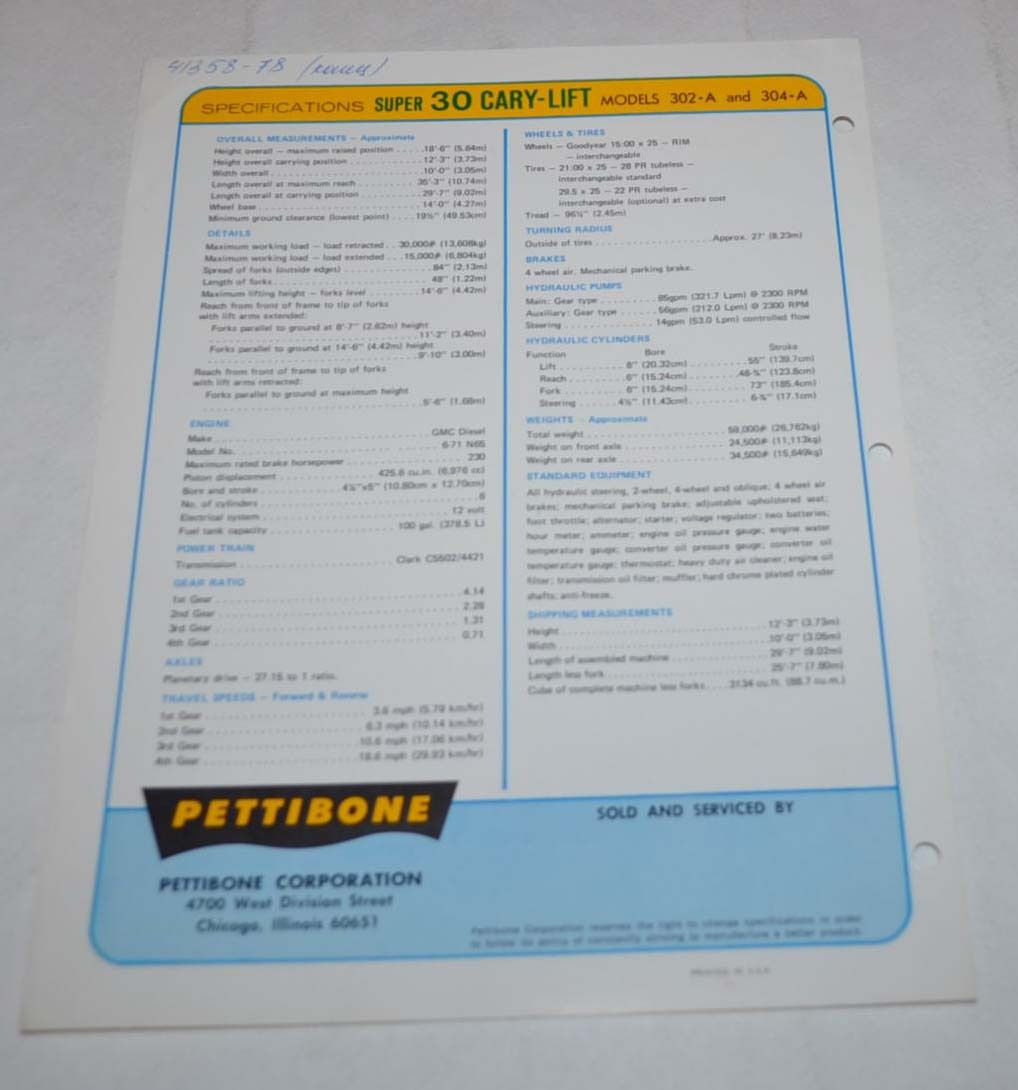 41358-78
SPECIFICATIONS SUPER 30 CARY-LIFT MODELS 302-A and 304-A
OVERALL MEASUREMENTS – Approximate
Height overall – maximum raised position . . . . .18'-6" (5.64m)
Height overall carrying position . . . . . . . . . . . 12'-3" (3.73m)
Width overall . . . . . . . . . . . . . . . . . . . . . . .10'-0" (3.05m)
Length overall at maximum reach . . . . . . . . 35'-3" (10.74m)
Length overall at carrying position . . . . . . . . .29'-7" (9.02m)
Wheel base . . . . . . . . . . . . . . . . . . . . . . . . 14'-0" (4.27m)
Minimum ground clearance (lowest point) . . . . 19½" (49.53cm)
DETAILS
Maximum working load – load retracted . . 30,000# (13,608kg)
Maximum working load – load extended . . . 15,000# (6,804kg)
Spread of forks (outside edges) . . . . . . . . . . . . .84" (2.13m)
Length of forks . . . . . . . . . . . . . . . . . . . . . . 48" (1.22m)
Maximum lifting height – forks level . . . . . . . .14'-6" (4.42m)
Reach from front of frame to tip of forks
with lift arms extended:
Forks parallel to ground at 8'-7" (2.62m) height
. . . . . . . . . . . . . . . . . . . . . . . . . . . 11'-2" (3.40m)
Forks parallel to ground at 14'-6" (4.42m) height
. . . . . . . . . . . . . . . . . . . . . . . . . . . 9'-10" (3.00m)
Reach from front of frame to tip of forks
with lift arms retracted:
Forks parallel to ground at maximum height
. . . . . . . . . . . . . . . . . . . . . . . . . . . . 5'-6" (1.68m)
ENGINE
Make . . . . . . . . . . . . . . . . . . . . . . . . . . . GMC Diesel
Model No. . . . . . . . . . . . . . . . . . . . . . . . . 6-71 N65
Maximum rated brake horsepower . . . . . . . . . . . . . 230
Piston displacement . . . . . . . . . . . 425.6 cu.in. (6,976 cc)
Bore and stroke . . . . . . . . . . 4¼"x5" (10.80cm x 12.70cm)
No. of cylinders . . . . . . . . . . . . . . . . . . . . . . . . . 6
Electrical system . . . . . . . . . . . . . . . . . . . . . . 12 volt
Fuel tank capacity . . . . . . . . . . . . . . 100 gal. (378.5 L)
POWER TRAIN
Transmission . . . . . . . . . . . . . . . . . . Clark C5502/4421
GEAR RATIO
1st Gear . . . . . . . . . . . . . . . . . . . . . . . . . . . 4.14
2nd Gear . . . . . . . . . . . . . . . . . . . . . . . . . . 2.28
3rd Gear . . . . . . . . . . . . . . . . . . . . . . . . . . . 1.31
4th Gear . . . . . . . . . . . . . . . . . . . . . . . . . . . 0.71
AXLES
Planetary drive – 27.15 to 1 ratio.
TRAVEL SPEEDS – Forward & Reverse
1st Gear . . . . . . . . . . . . . . . . . . 3.6 mph (5.79 km/hr)
2nd Gear . . . . . . . . . . . . . . . . . 6.3 mph (10.14 km/hr)
3rd Gear . . . . . . . . . . . . . . . . . 10.6 mph (17.06 km/hr)
4th Gear . . . . . . . . . . . . . . . . . 18.6 mph (29.93 km/hr)
WHEELS & TIRES
Wheels – Goodyear 15:00 x 25 – RIM
– interchangeable
Tires – 21:00 x 25 – 28 PR tubeless –
interchangeable standard
29.5 x 25 – 22 PR tubeless –
interchangeable (optional) at extra cost
Tread – 96½" (2.45m)
TURNING RADIUS
Outside of tires . . . . . . . . . . . . . . . . .Approx. 27' (8.23m)
BRAKES
4 wheel air, Mechanical parking brake.
HYDRAULIC PUMPS
Main: Gear type . . . . . . . . 85gpm (321.7 Lpm) @ 2300 RPM
Auxiliary: Gear type . . . . . .56gpm (212.0 Lpm) @ 2300 RPM
Steering . . . . . . . . . . . . . 14gpm (53.0 Lpm) controlled flow
HYDRAULIC CYLINDERS
Function Bore Stroke
Lift . . . . . . . . . 8" (20.32cm) . . . . . . . . 55" (139.7cm)
Reach . . . . . . . .6" (15.24cm) . . . . . . .48-¾" (123.8cm)
Fork . . . . . . . . 6" (15.24cm) . . . . . . . . 73" (185.4cm)
Steering . . . . .4½" (11.43cm) . . . . . . . . 6-¾" (17.1cm)
WEIGHTS – Approximate
Total weight . . . . . . . . . . . . . . . . . . . 59,000# (26,762kg)
Weight on front axle . . . . . . . . . . . . . . 24,500# (11,113kg)
Weight on rear axle . . . . . . . . . . . . . . . 34,500# (15,649kg)
STANDARD EQUIPMENT
All hydraulic steering, 2-wheel, 4-wheel and oblique; 4 wheel air
brakes; mechanical parking brake; adjustable upholstered seat;
foot throttle; alternator; starter; voltage regulator; two batteries;
hour meter; ammeter; engine oil pressure gauge; engine water
temperature gauge; converter oil pressure gauge; converter oil
temperature gauge; thermostat; heavy duty air cleaner; engine oil
filter; transmission oil filter; muffler; hard chrome plated cylinder
shafts; anti-freeze.
SHIPPING MEASUREMENTS
Height . . . . . . . . . . . . . . . . . . . . . . . . . .12'-3" (3.73m)
Width . . . . . . . . . . . . . . . . . . . . . . . . . . 10'-0" (3.05m)
Length of assembled machine . . . . . . . . . . . . 29'-7" (9.02m)
Length less fork . . . . . . . . . . . . . . . . . . . . 25'-7" (7.80m)
Cube of complete machine less forks . . . . 3134 cu.ft. (88.7 cu.m.)
PETTIBONE
PETTIBONE CORPORATION
4700 West Division Street
Chicago, Illinois 60651
SOLD AND SERVICED BY
Pettibone Corporation reserves the right to change specifications in order
to follow its policy of constantly striving to manufacture a better product.